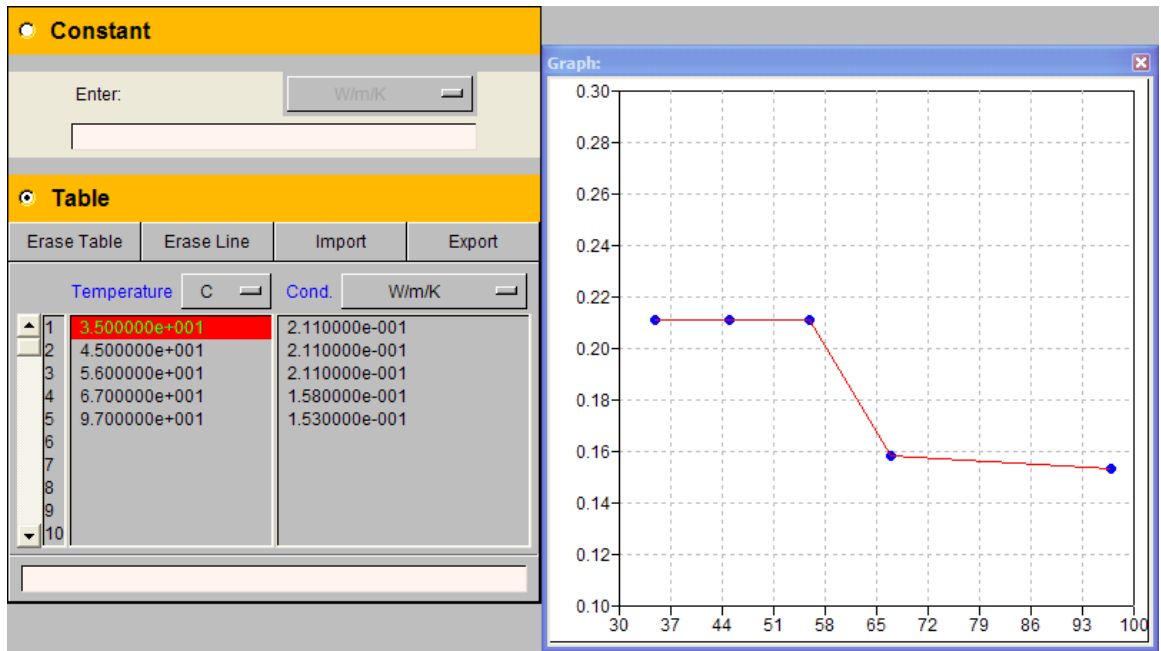 Constant
Enter: W/m/K
Table
Erase Table Erase Line Import Export
Temperature C Cond. W/m/K
1 3.500000e+001 2.110000e-001
2 4.500000e+001 2.110000e-001
3 5.600000e+001 2.110000e-001
4 6.700000e+001 1.580000e-001
5 9.700000e+001 1.530000e-001
6
7
8
9
10
Graph:
0.30
0.28
0.26
0.24
0.22
0.20
0.18
0.16
0.14
0.12
0.10
30 37 44 51 58 65 72 79 86 93 100